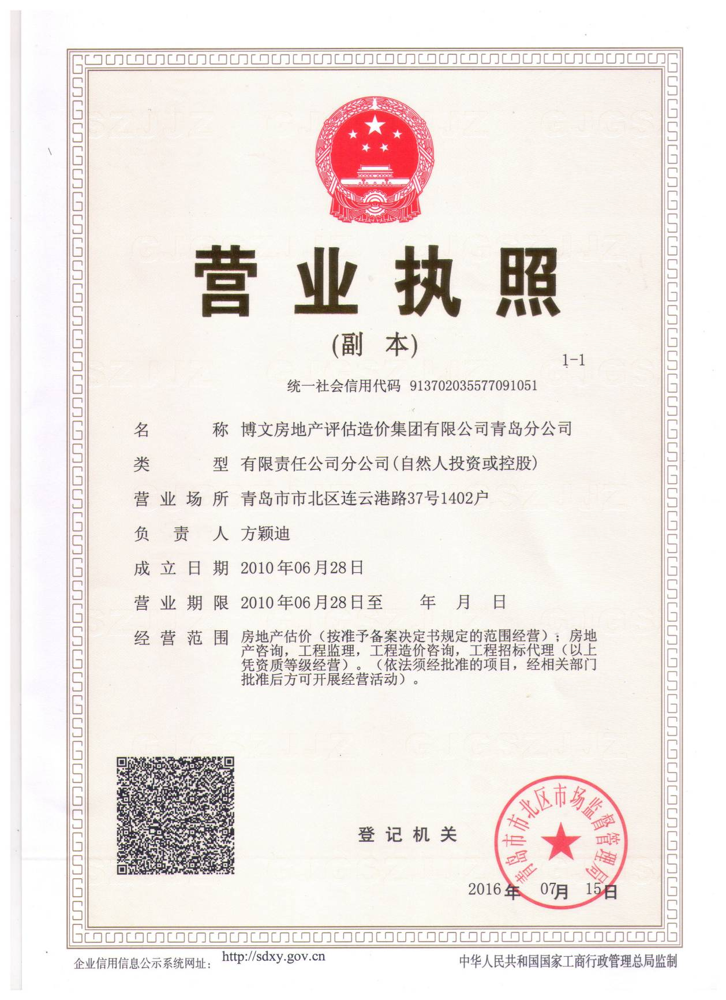 营业执照
(副 本)
1-1
统一社会信用代码 913702035577091051
名 称 博文房地产评估造价集团有限公司青岛分公司
类 型 有限责任公司分公司(自然人投资或控股)
营业场所 青岛市市北区连云港路37号1402户
负 责 人 方颖迪
成立日期 2010年06月28日
营业期限 2010年06月28日至 年 月 日
经营范围 房地产估价（按准予备案决定书规定的范围经营）；房地
产咨询，工程监理，工程造价咨询，工程招标代理（以上
凭资质等级经营）。（依法须经批准的项目，经相关部门
批准后方可开展经营活动）。
登记机关
青岛市市北区市场监督管理局
2016年 07月 15日
企业信用信息公示系统网址： http://sdxy.gov.cn
中华人民共和国国家工商行政管理总局监制